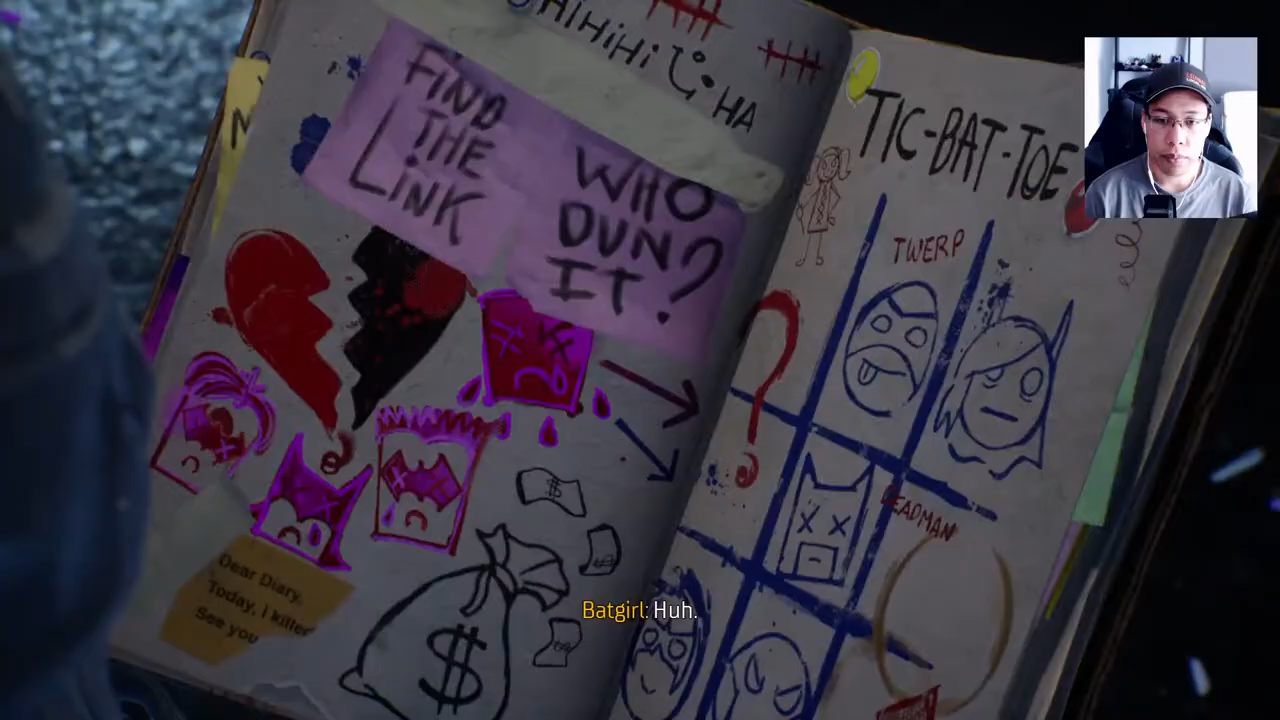 HiHiHi HA
FiND
THE
LiNK
WHO
DUN
IT?
TIC-BAT-TOE
TWERP
?
DEADMAN
$
$
Dear Diary,
Today, I killed
See you
Batgirl: Huh.